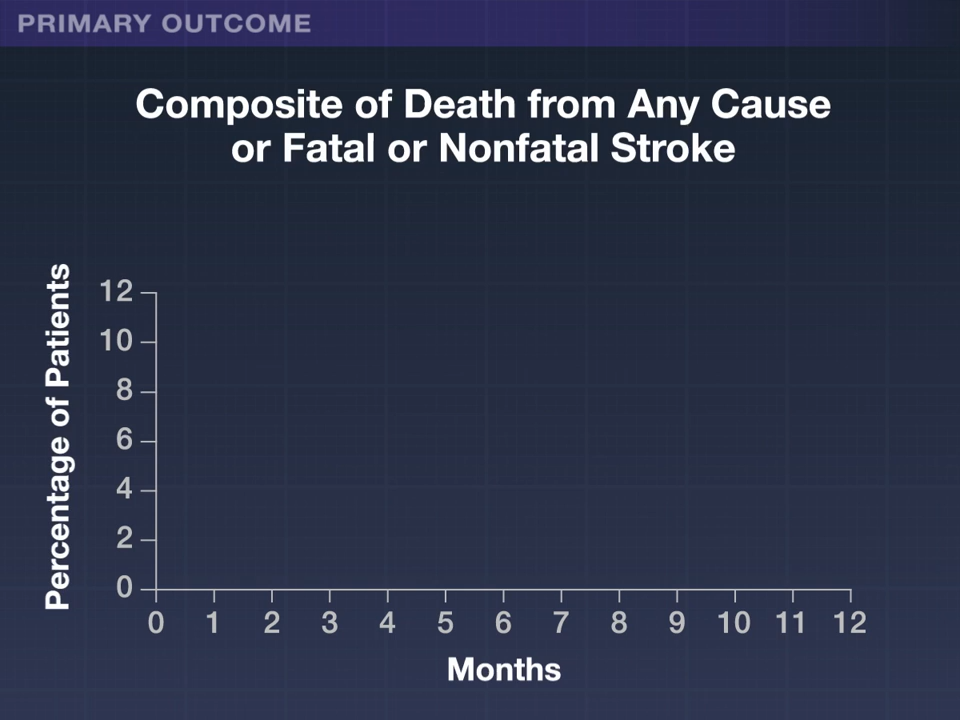 PRIMARY OUTCOME
Composite of Death from Any Cause
or Fatal or Nonfatal Stroke
Percentage of Patients
12
10
8
6
4
2
0
0 1 2 3 4 5 6 7 8 9 10 11 12
Months